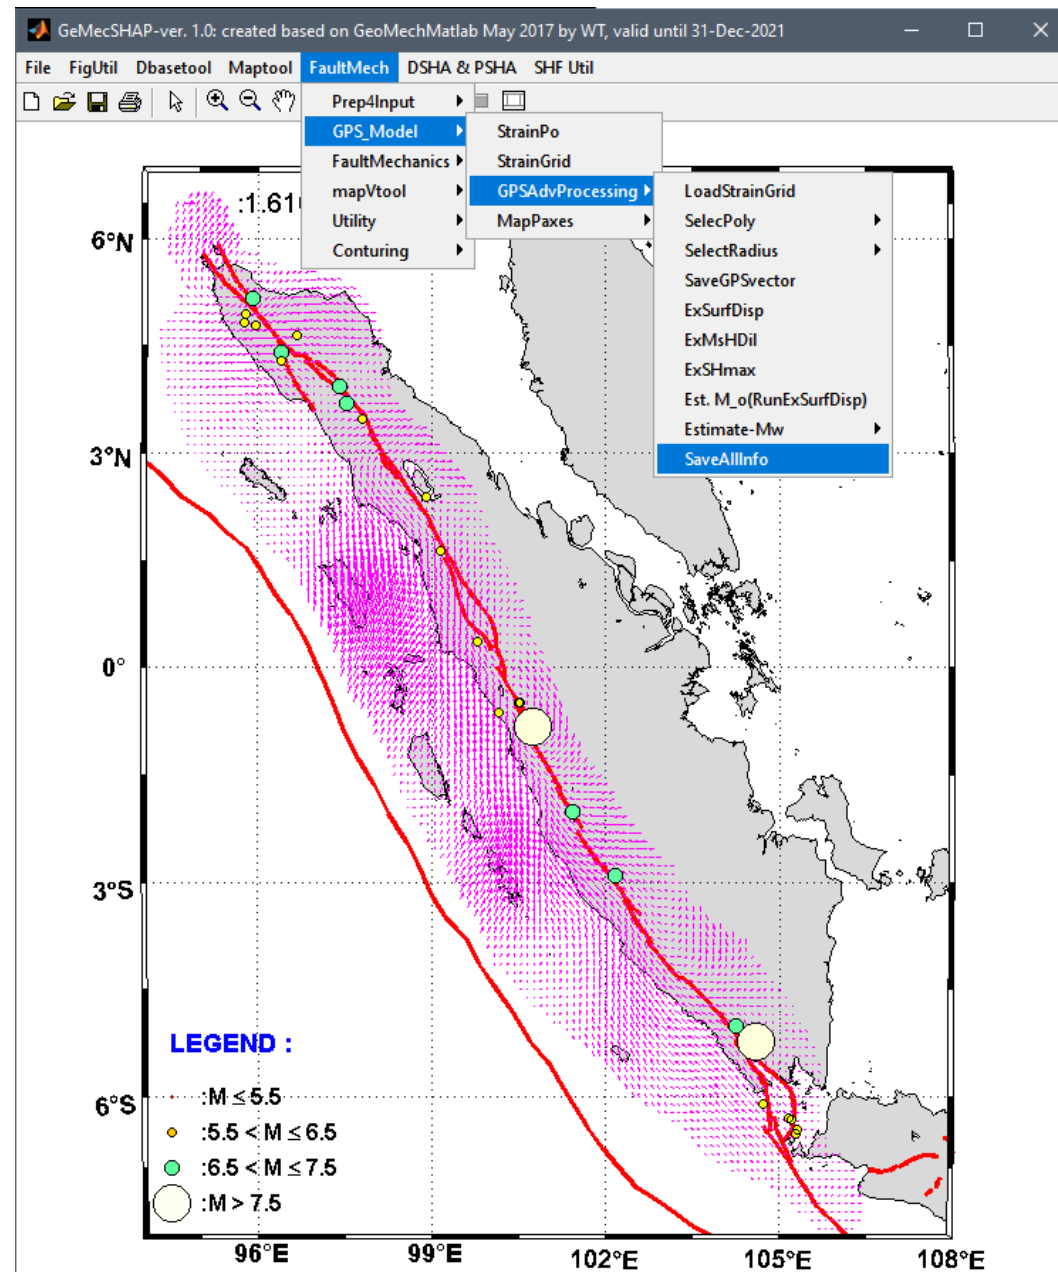 GeMecSHAP-ver. 1.0: created based on GeoMechMatlab May 2017 by WT, valid until 31-Dec-2021
File FigUtil Dbasetool Maptool FaultMech DSHA & PSHA SHF Util
Prep4Input
GPS_Model
FaultMechanics
mapVtool
Utility
Conturing
StrainPo
StrainGrid
GPSAdvProcessing
MapPaxes
LoadStrainGrid
SelecPoly
SelectRadius
SaveGPSvector
ExSurfDisp
ExMsHDil
ExSHmax
Est. M_o(RunExSurfDisp)
Estimate-Mw
SaveAllInfo
6°N
3°N
0°
3°S
6°S
LEGEND :
:M ≤ 5.5
:5.5 < M ≤ 6.5
:6.5 < M ≤ 7.5
:M > 7.5
96°E 99°E 102°E 105°E 108°E